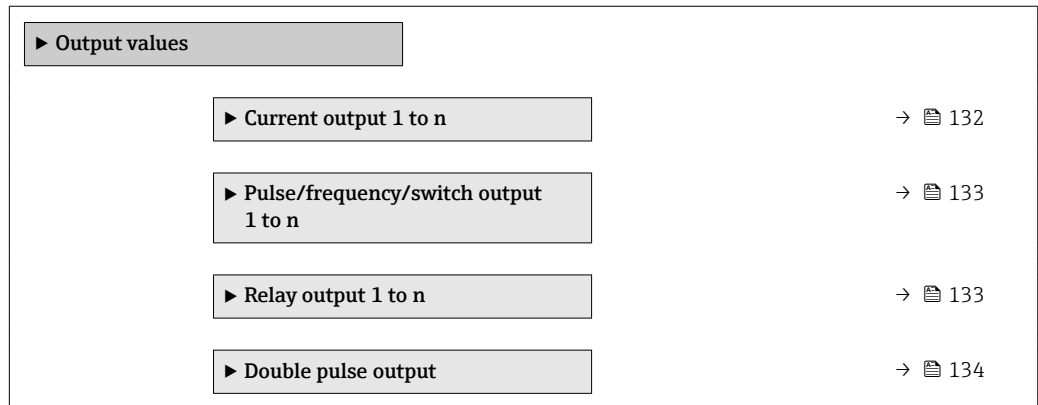 ▶ Output values
▶ Current output 1 to n → 132
▶ Pulse/frequency/switch output
1 to n → 133
▶ Relay output 1 to n → 133
▶ Double pulse output → 134